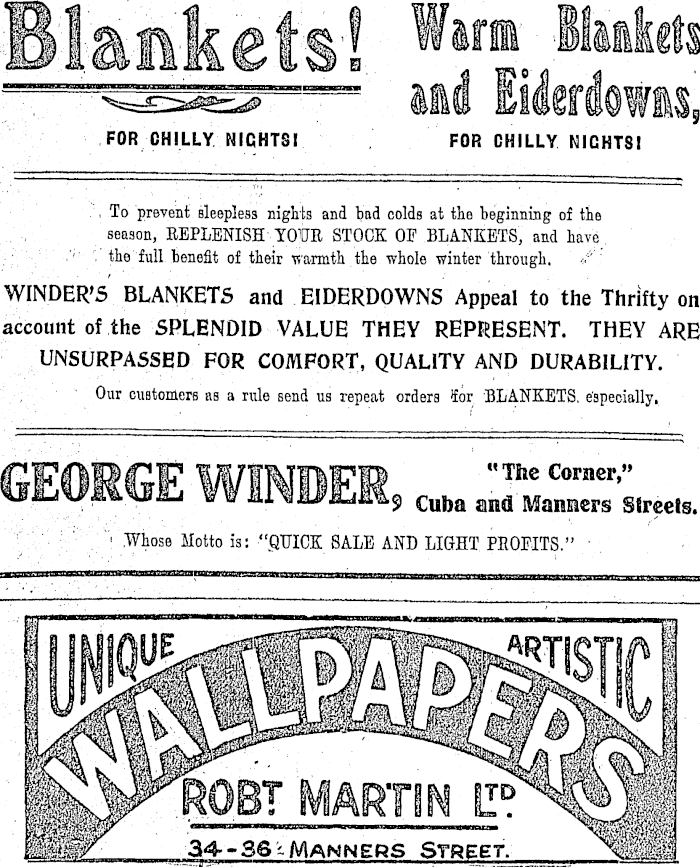 Blankets!
FOR CHILLY NIGHTS!
Warm Blankets
and Eiderdowns,
FOR CHILLY NIGHTS!
To prevent sleepless nights and bad colds at the beginning of the
season, REPLENISH YOUR STOCK OF BLANKETS, and have
the full benefit of their warmth the whole winter through.
WINDER'S BLANKETS and EIDERDOWNS Appeal to the Thrifty on
account of the SPLENDID VALUE THEY REPRESENT. THEY ARE
UNSURPASSED FOR COMFORT, QUALITY AND DURABILITY.
Our customers as a rule send us repeat orders for BLANKETS especially.
GEORGE WINDER,
"The Corner,"
Cuba and Manners Streets.
Whose Motto is: "QUICK SALE AND LIGHT PROFITS."
UNIQUE ARTISTIC
WALLPAPERS
ROBT MARTIN LTD.
34-36 MANNERS STREET.